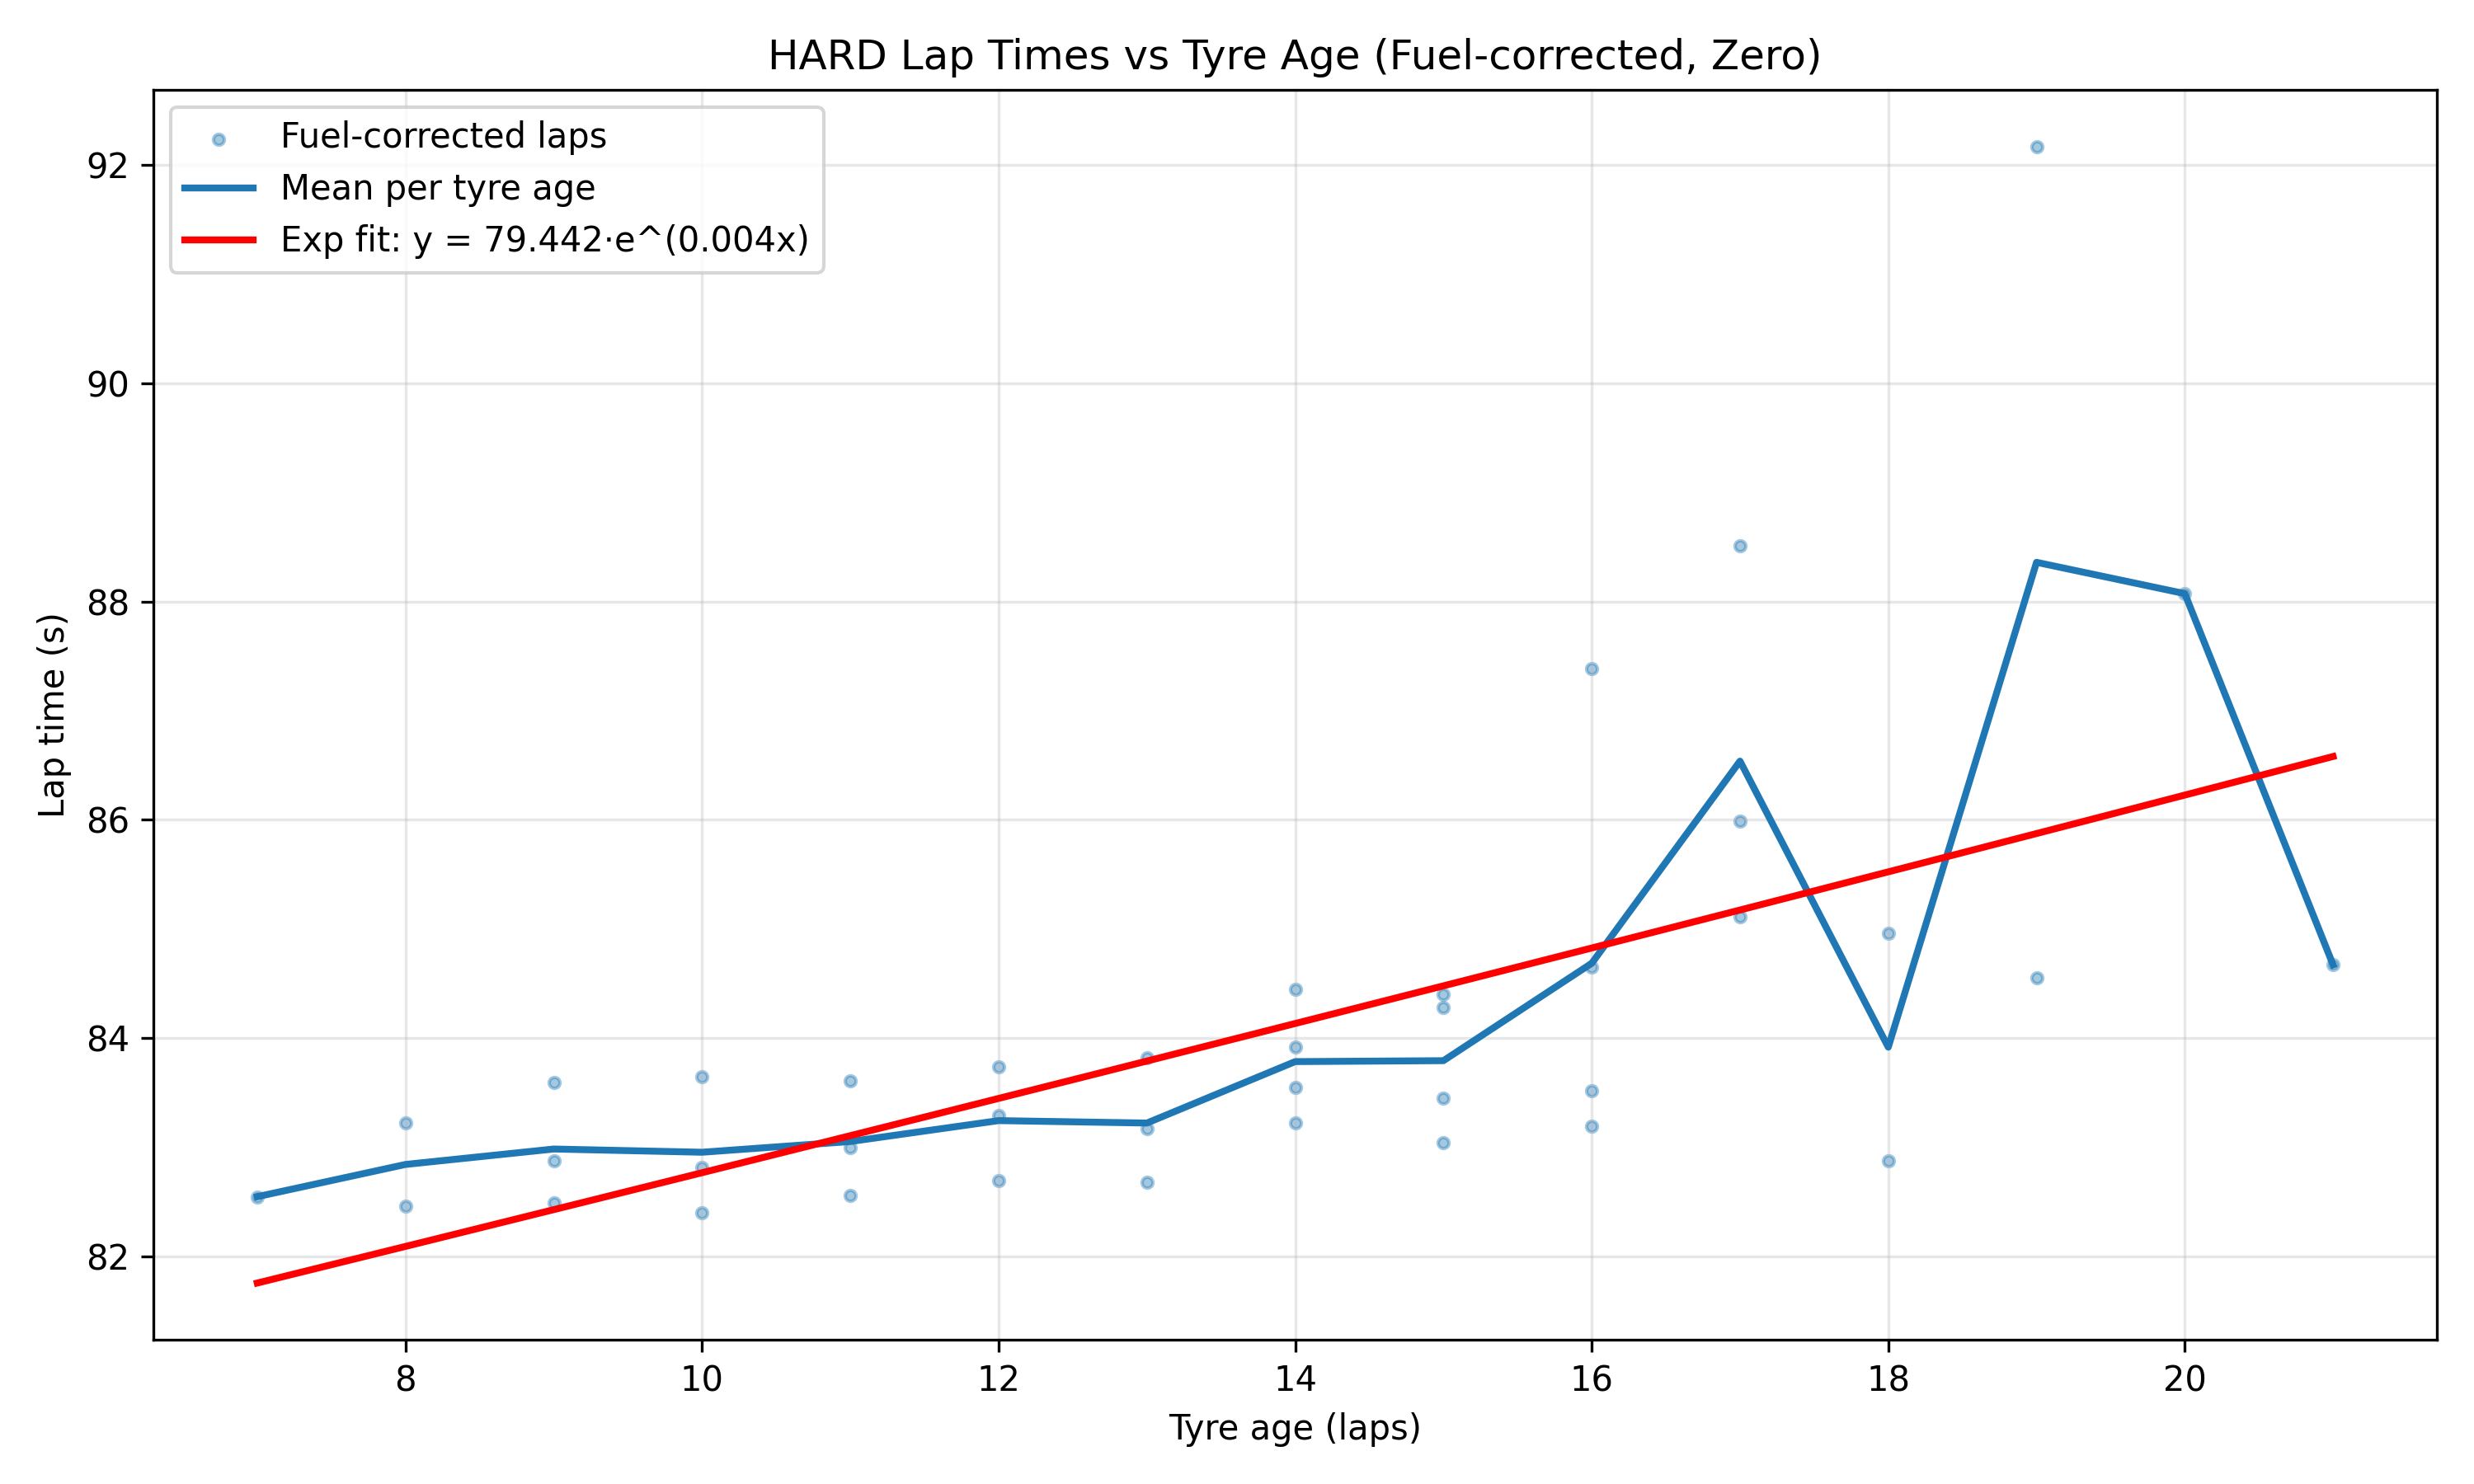 HARD Lap Times vs Tyre Age (Fuel-corrected, Zero)
Fuel-corrected laps
Mean per tyre age
Exp fit: y = 79.442·e^(0.004x)
92
90
88
86
84
82
Lap time (s)
8 10 12 14 16 18 20
Tyre age (laps)